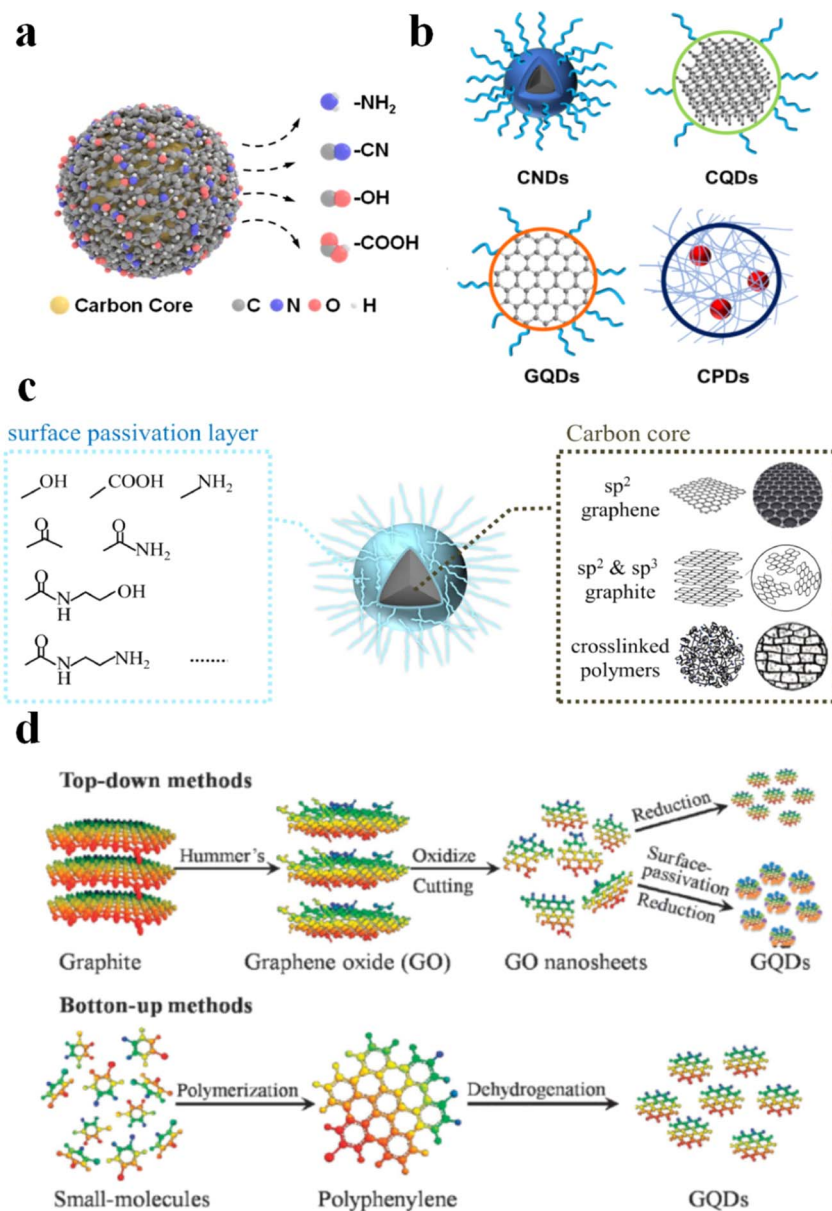 a
-NH₂
-CN
-OH
-COOH
Carbon Core
C N O H
b
CNDs
CQDs
GQDs
CPDs
c
surface passivation layer
OH COOH NH₂
O O
NH₂
O
N
H
OH
O
N
H
NH₂
Carbon core
sp²
graphene
sp² & sp³
graphite
crosslinked
polymers
d
Top-down methods
Hummer's
Oxidize
Cutting
Reduction
Surface-
passivation
Reduction
Graphite
Graphene oxide (GO)
GO nanosheets
GQDs
Botton-up methods
Polymerization
Dehydrogenation
Small-molecules
Polyphenylene
GQDs